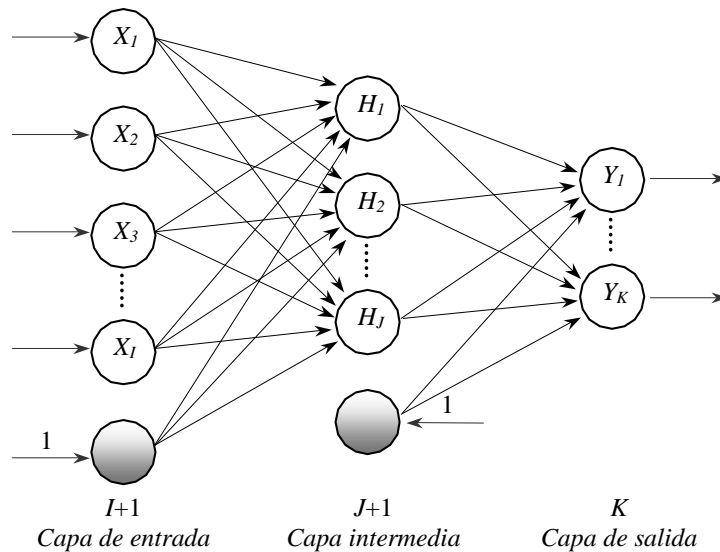 X1
X2
X3
XI
1
H1
H2
HJ
1
Y1
YK
I+1
Capa de entrada
J+1
Capa intermedia
K
Capa de salida